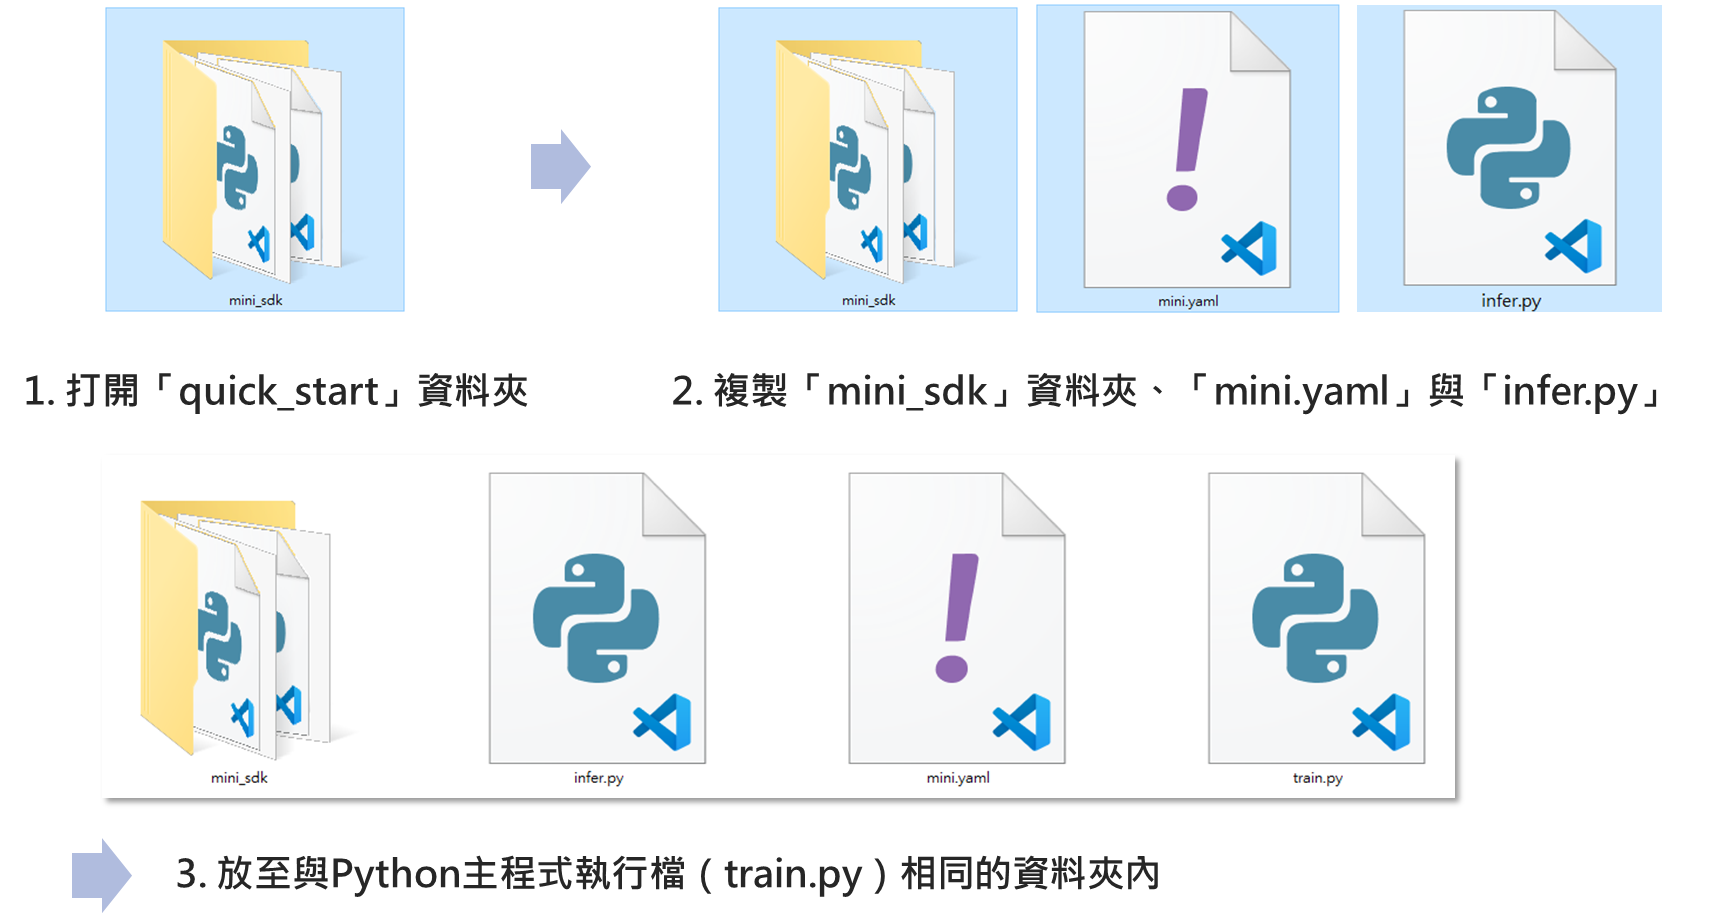 mini_sdk
mini_sdk
mini.yaml
infer.py
1. 打開「quick_start」資料夾
2. 複製「mini_sdk」資料夾、「mini.yaml」與「infer.py」
mini_sdk
infer.py
mini.yaml
train.py
3. 放至與Python主程式執行檔（train.py）相同的資料夾內